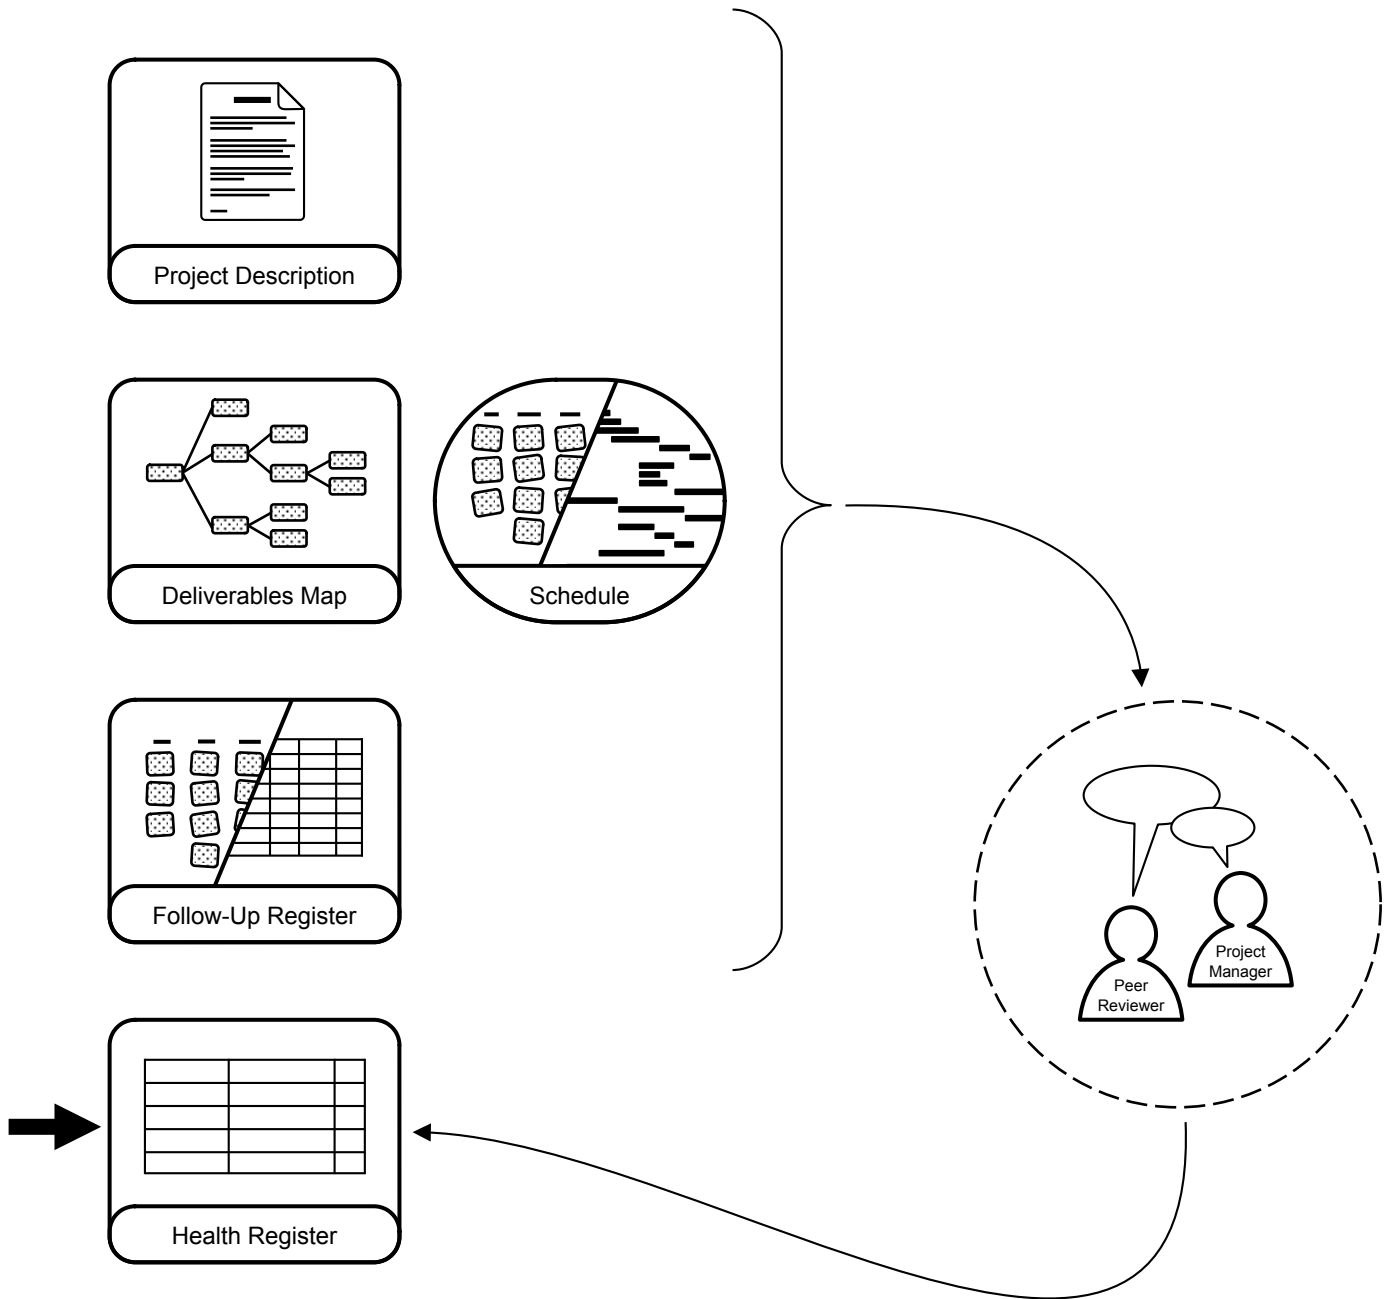 Project Description
Deliverables Map
Schedule
Follow-Up Register
Project
Manager
Peer
Reviewer
Health Register